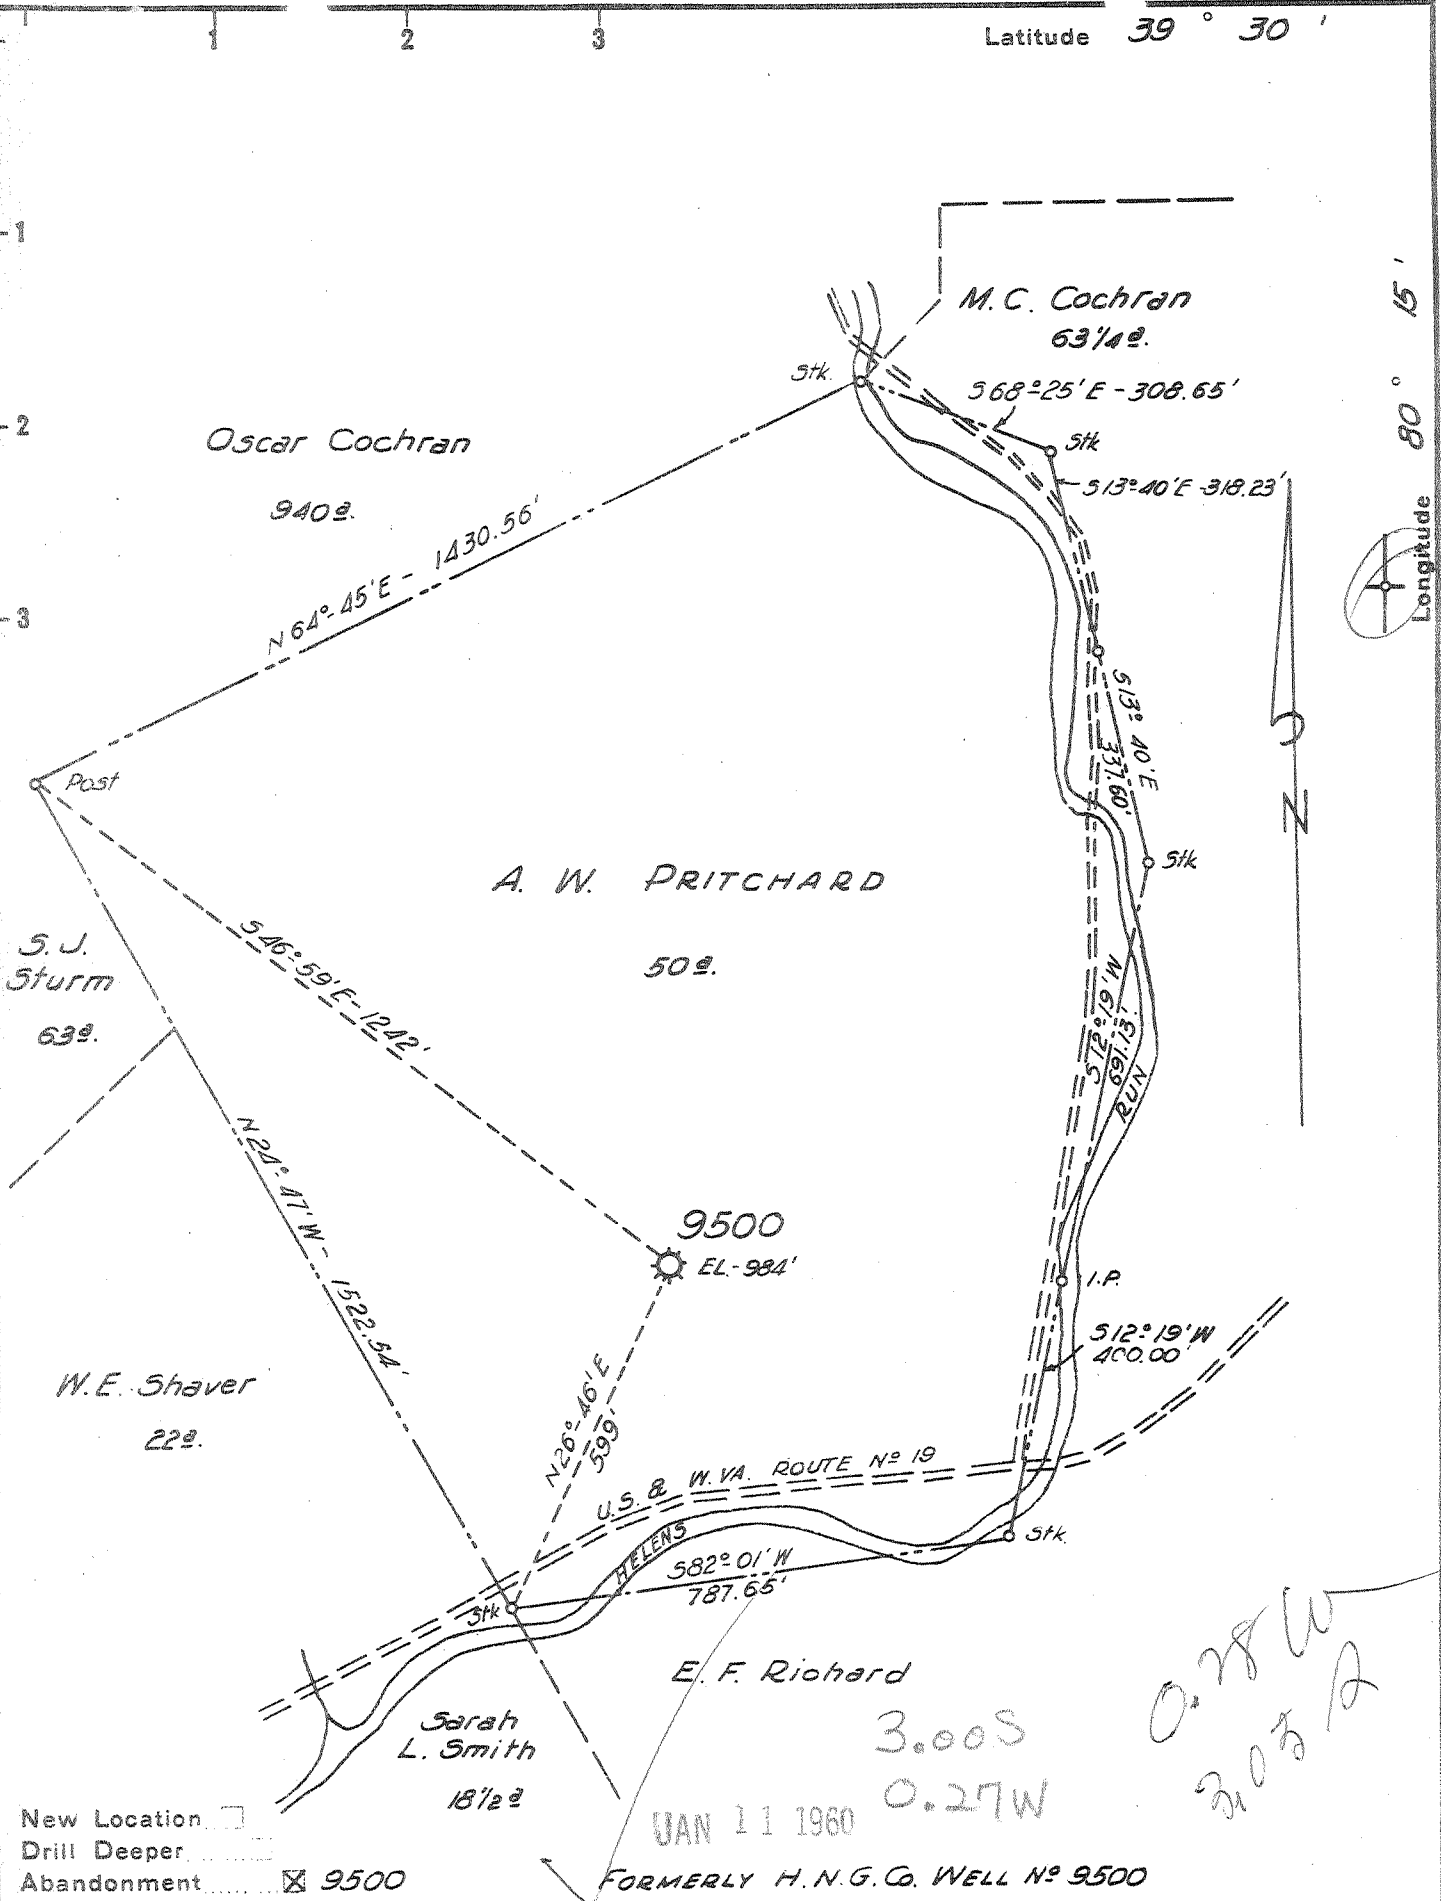 1 2 3
Latitude 39° 30'
1
M.C. Cochran
63 1/4 a.
15'
Stk.
S68°-25'E - 308.65'
2
Oscar Cochran
Stk
80°
S13°-40'E - 318.23'
940 a.
N64°-45'E - 1430.56'
Longitude
3
S13° 40'E
337.60'
N
Post
Stk
A. W. PRITCHARD
50 a.
S.J.
Sturm
63 a.
S46°-59'E - 1242'
S12°-19'W
691.13'
RUN
N24°-47'W - 1522.54'
9500
EL-984'
I.P.
S12°-19'W
400.00'
W.E. Shaver
22 a.
N26°-46'E
599'
U.S. & W.VA. ROUTE Nº 19
HELENS
Stk.
S82°-01'W
787.65'
Stk
E.F. Richard
0.28 W
Sarah
L. Smith
18 1/2 a
3.00S
0.27W
New Location
JAN 11 1960
Drill Deeper
Abandonment ☒ 9500
FORMERLY H.N.G.Co. WELL Nº 9500